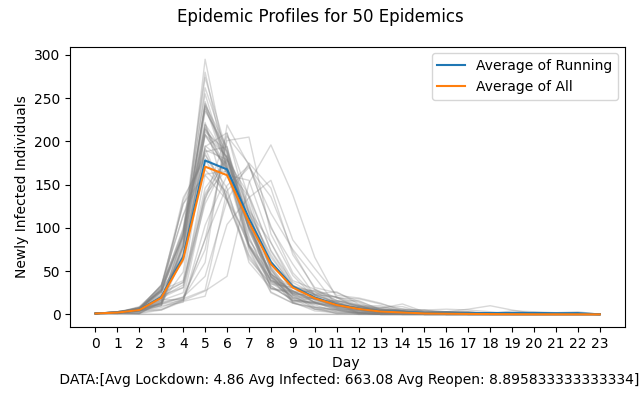 Epidemic Profiles for 50 Epidemics
300
250
200
150
100
50
0
Newly Infected Individuals
Average of Running
Average of All
0 1 2 3 4 5 6 7 8 9 10 11 12 13 14 15 16 17 18 19 20 21 22 23
Day
DATA:[Avg Lockdown: 4.86 Avg Infected: 663.08 Avg Reopen: 8.895833333333334]